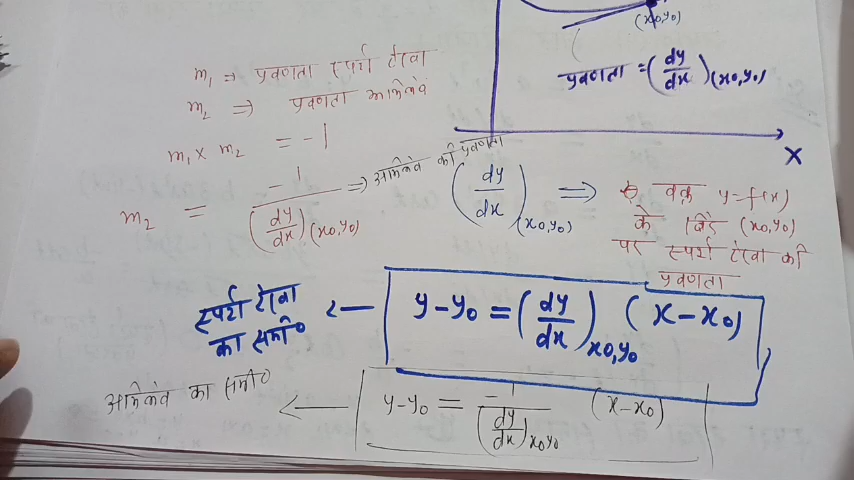 (x0,y0)
प्रवणता = (dy/dx)(x0,y0)
X
m₁ ⇒ प्रवणता स्पर्श रेखा
m₂ ⇒ प्रवणता अभिलंब
m₁ × m₂ = -1
m₂ = -1/(dy/dx)(x0,y0) ⇒ अभिलंब की प्रवणता
(dy/dx)(x0,y0) ⇒ वक्र y=f(x)
के बिंदु (x0,y0)
पर स्पर्श रेखा की
प्रवणता
स्पर्श रेखा
का समी० ← y-y₀ = (dy/dx)x0,y0 (x-x₀)
अभिलंब का समी० ← y-y₀ = -1/(dy/dx)x0y0 (x-x₀)